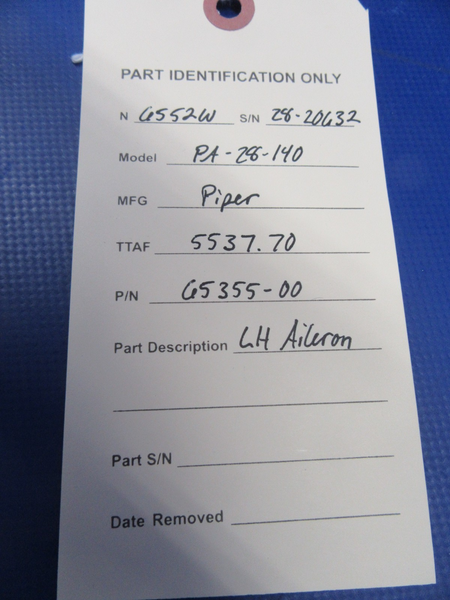 PART IDENTIFICATION ONLY
N 6552W S/N 28-20632
Model PA-28-140
MFG Piper
TTAF 5537.70
P/N 65355-00
Part Description LH Aileron
Part S/N
Date Removed